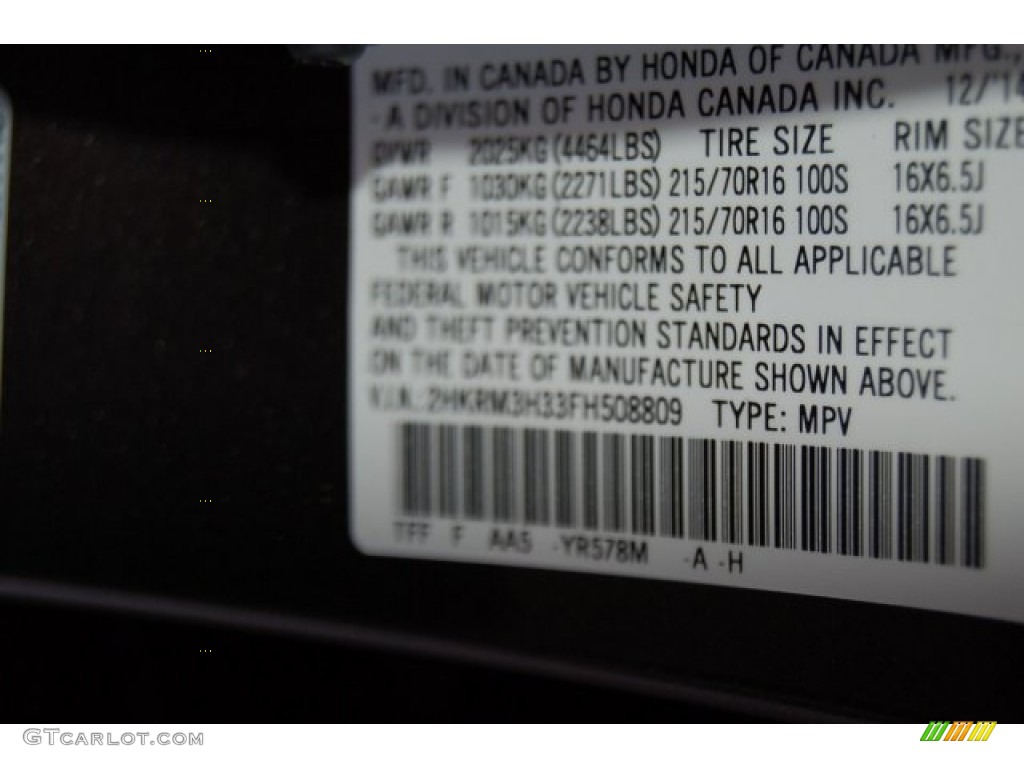 MFD. IN CANADA BY HONDA OF CANADA MFG.,
-A DIVISION OF HONDA CANADA INC. 12/'14
GVWR 2025KG(4464LBS) TIRE SIZE RIM SIZE
GAWR F 1030KG(2271LBS) 215/70R16 100S 16X6.5J
GAWR R 1015KG(2238LBS) 215/70R16 100S 16X6.5J
THIS VEHICLE CONFORMS TO ALL APPLICABLE
FEDERAL MOTOR VEHICLE SAFETY
AND THEFT PREVENTION STANDARDS IN EFFECT
ON THE DATE OF MANUFACTURE SHOWN ABOVE.
V.I.N.:2HKRM3H33FH508809 TYPE: MPV
TFF F AA5 -YR578M -A -H
GTCARLOT.COM